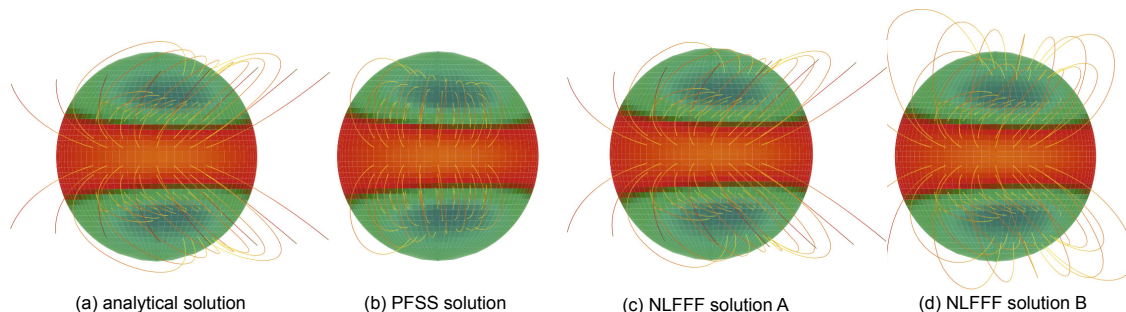 (a) analytical solution
(b) PFSS solution
(c) NLFFF solution A
(d) NLFFF solution B